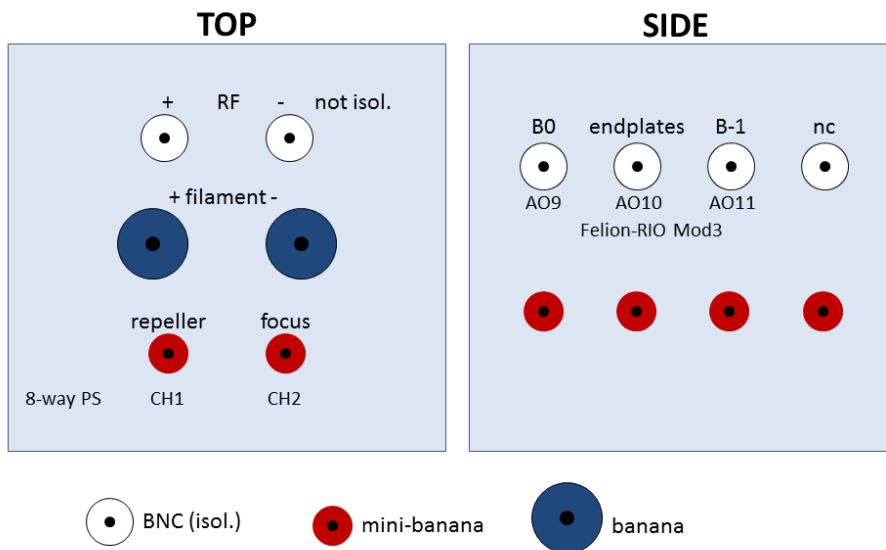 TOP
+ RF - not isol.
+ filament -
repeller focus
8-way PS CH1 CH2
SIDE
B0 endplates B-1 nc
AO9 AO10 AO11
Felion-RIO Mod3
BNC (isol.) mini-banana banana